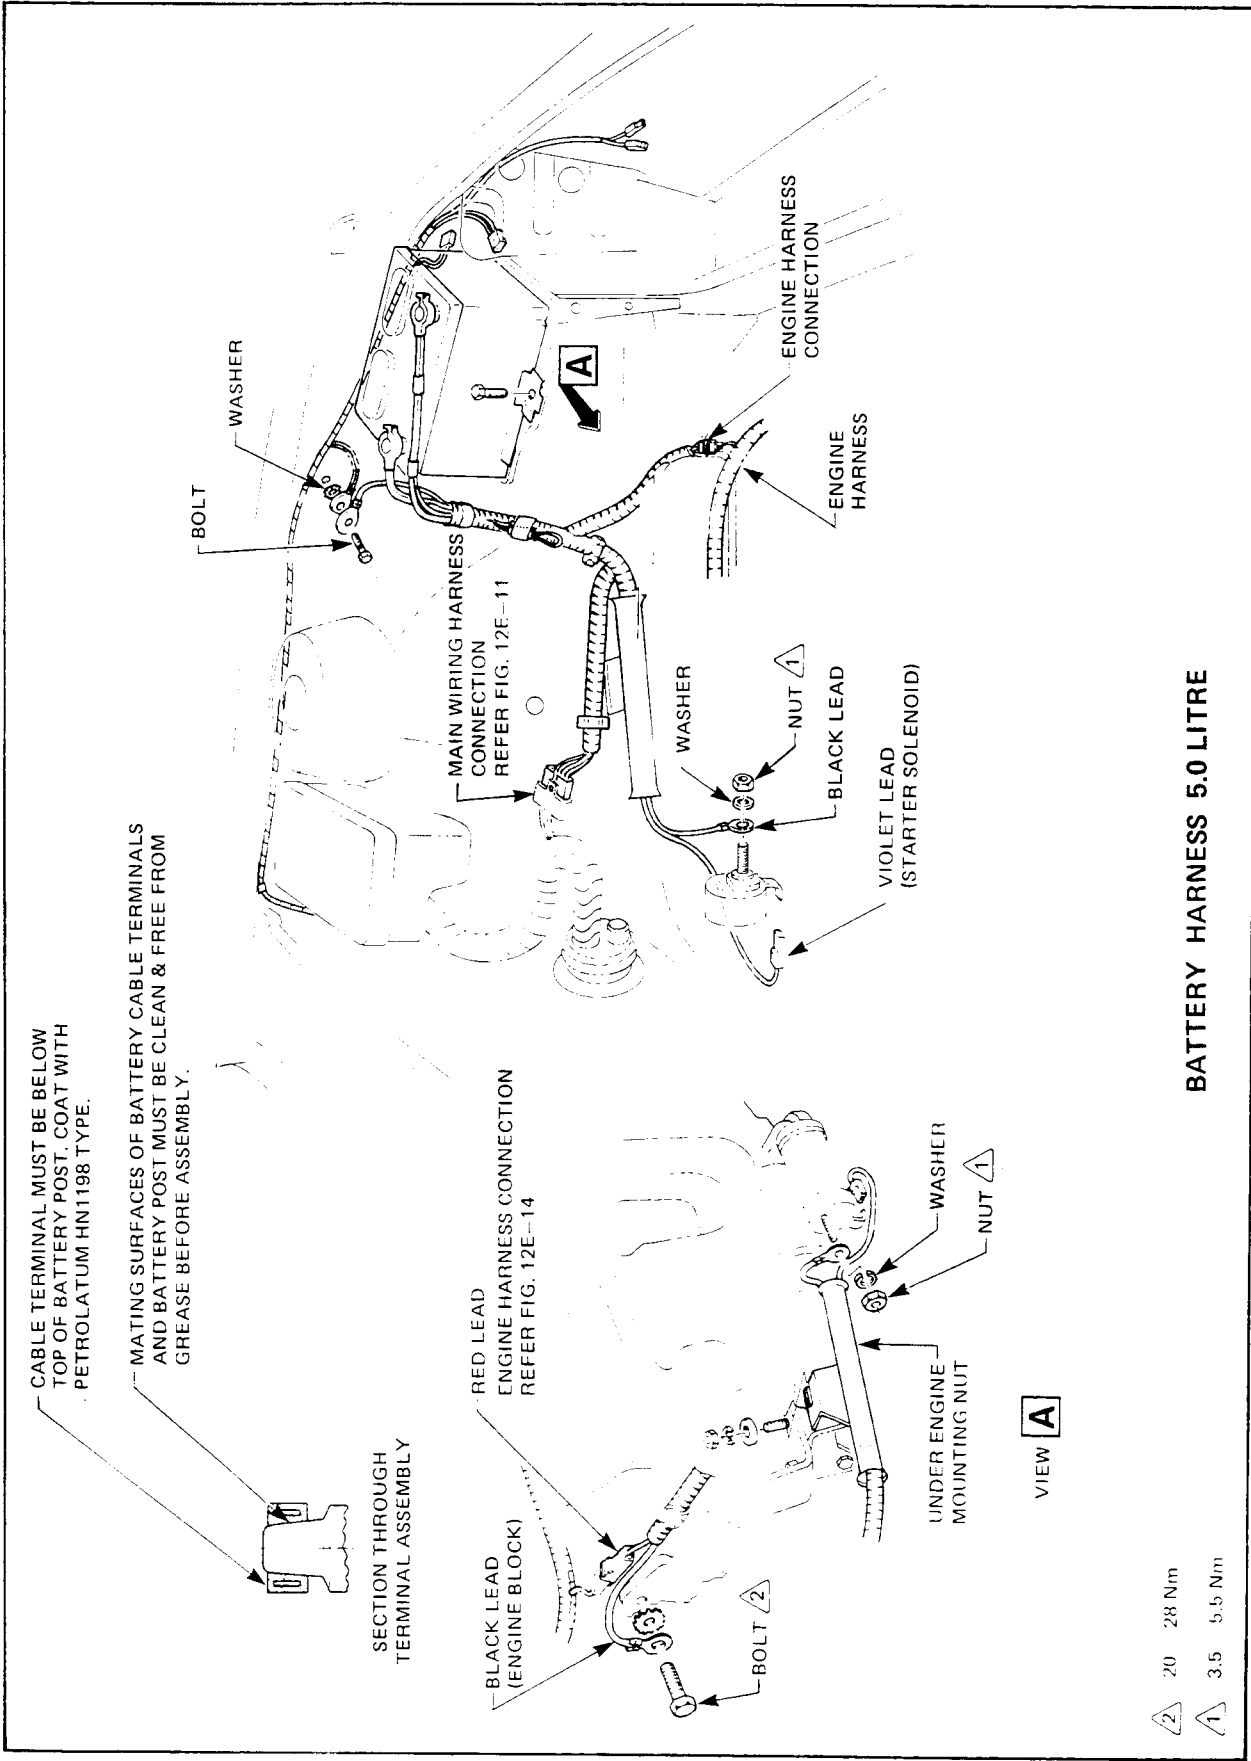 CABLE TERMINAL MUST BE BELOW
TOP OF BATTERY POST. COAT WITH
PETROLATUM HN1198 TYPE.
MATING SURFACES OF BATTERY CABLE TERMINALS
AND BATTERY POST MUST BE CLEAN & FREE FROM
GREASE BEFORE ASSEMBLY.
SECTION THROUGH
TERMINAL ASSEMBLY
BOLT
WASHER
MAIN WIRING HARNESS
CONNECTION
REFER FIG. 12E-11
A
ENGINE HARNESS
CONNECTION
ENGINE
HARNESS
WASHER
NUT 1
BLACK LEAD
VIOLET LEAD
(STARTER SOLENOID)
RED LEAD
ENGINE HARNESS CONNECTION
REFER FIG. 12E-14
BLACK LEAD
(ENGINE BLOCK)
BOLT 2
WASHER
NUT 1
UNDER ENGINE
MOUNTING NUT
VIEW A
2 20 28 Nm
1 3.5 5.5 Nm
BATTERY HARNESS 5.0 LITRE